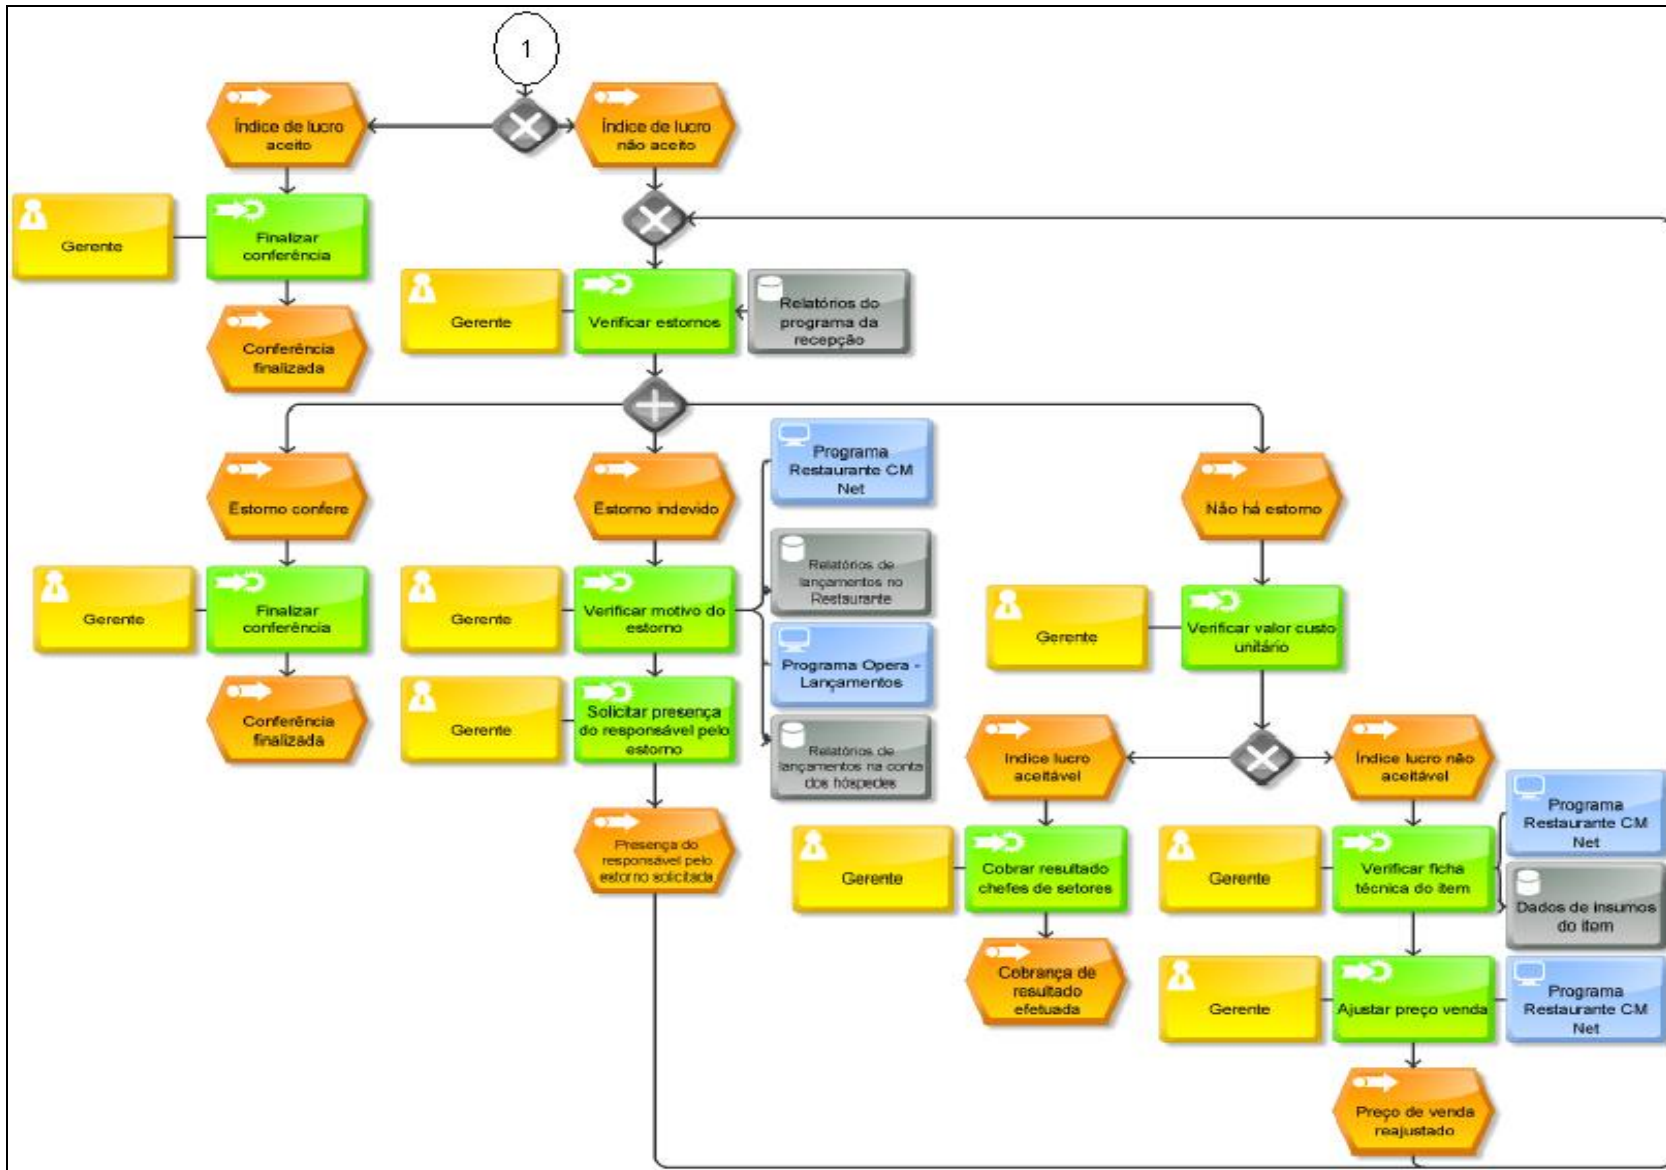 1
Índice de lucro
aceito
Índice de lucro
não aceito
Gerente
Finalizar
conferência
Gerente
Verificar estornos
Relatórios do
programa da
recepção
Conferência
finalizada
Estorno confere
Estorno indevido
Programa
Restaurante CM
Net
Não há estorno
Gerente
Finalizar
conferência
Gerente
Verificar motivo do
estorno
Relatórios de
lançamentos no
Restaurante
Gerente
Verificar valor custo
unitário
Programa Opera -
Lançamentos
Conferência
finalizada
Gerente
Solicitar presença
do responsável pelo
estorno
Relatórios de
lançamentos na conta
dos hóspedes
Indice lucro
aceitável
Índice lucro não
aceitável
Presença do
responsável pelo
estorno solicitada
Gerente
Cobrar resultado
chefes de setores
Gerente
Verificar ficha
técnica do item
Programa
Restaurante CM
Net
Dados de insumos
do item
Cobrança de
resultado
efetuada
Gerente
Ajustar preço venda
Programa
Restaurante CM
Net
Preço de venda
reajustado